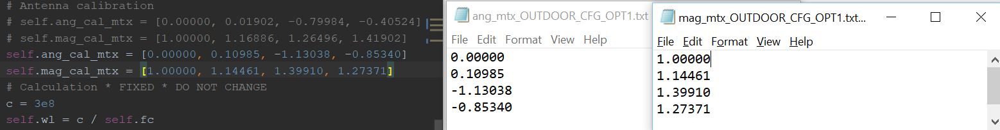 # Antenna calibration
# self.ang_cal_mtx = [0.00000, 0.01902, -0.79984, -0.40524]
# self.mag_cal_mtx = [1.00000, 1.16886, 1.26496, 1.41902]
self.ang_cal_mtx = [0.00000, 0.10985, -1.13038, -0.85340]
self.mag_cal_mtx = [1.00000, 1.14461, 1.39910, 1.27371]
# Calculation * FIXED * DO NOT CHANGE
c = 3e8
self.wl = c / self.fc
ang_mtx_OUTDOOR_CFG_OPT1.txt
File Edit Format View Help
0.00000
0.10985
-1.13038
-0.85340
mag_mtx_OUTDOOR_CFG_OPT1.txt...
File Edit Format View Help
1.00000
1.14461
1.39910
1.27371